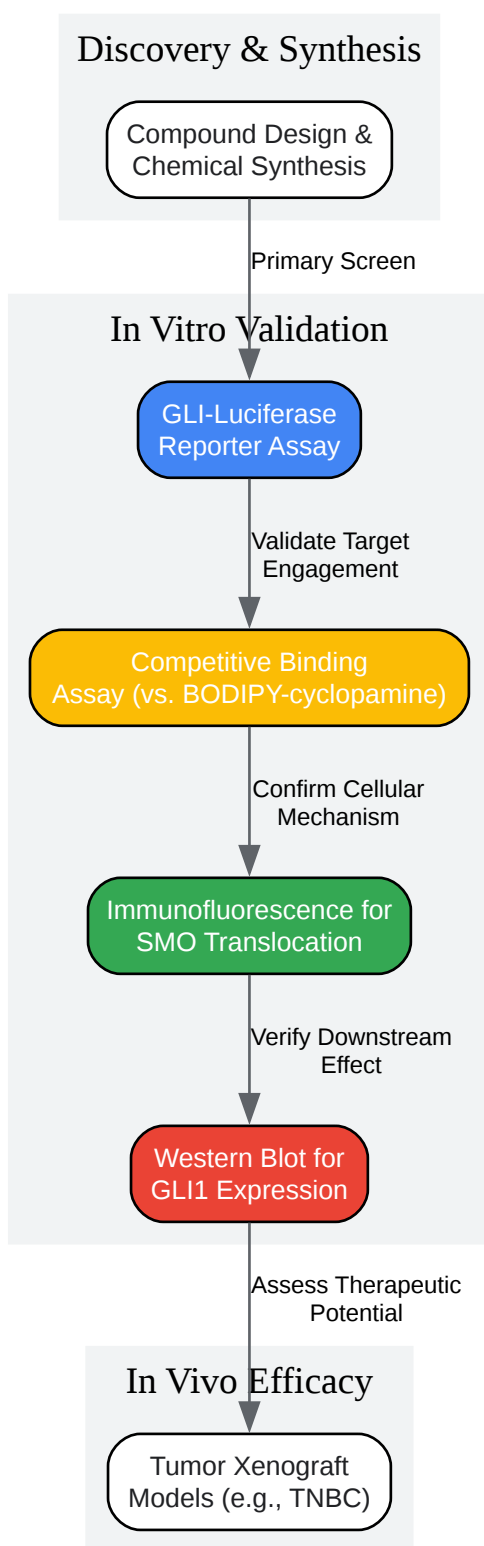 Discovery & Synthesis
Compound Design &
Chemical Synthesis
Primary Screen
In Vitro Validation
GLI-Luciferase
Reporter Assay
Validate Target
Engagement
Competitive Binding
Assay (vs. BODIPY-cyclopamine)
Confirm Cellular
Mechanism
Immunofluorescence for
SMO Translocation
Verify Downstream
Effect
Western Blot for
GLI1 Expression
Assess Therapeutic
Potential
In Vivo Efficacy
Tumor Xenograft
Models (e.g., TNBC)